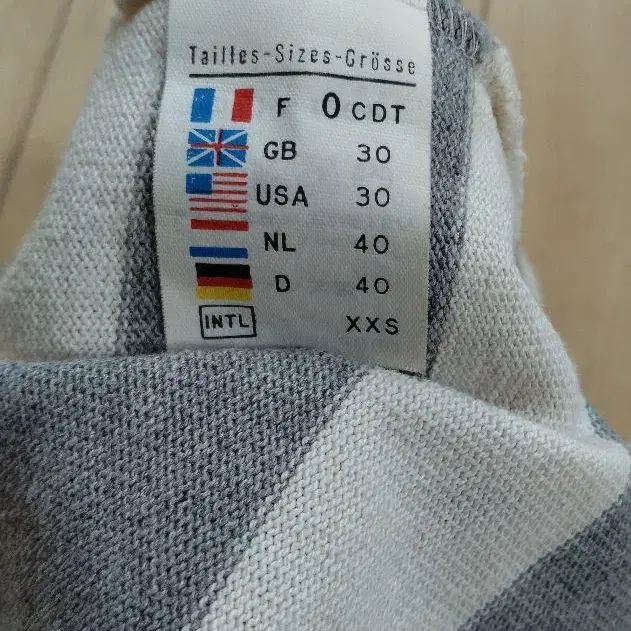 Tailles-Sizes-Grösse
F 0 CDT
GB 30
USA 30
NL 40
D 40
INTL XXS